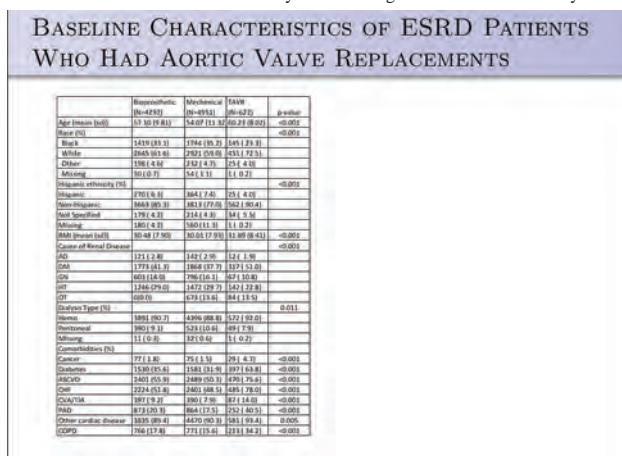 BASELINE CHARACTERISTICS OF ESRD PATIENTS
WHO HAD AORTIC VALVE REPLACEMENTS
Bioprosthetic Mechanical TAVR
(N=4292) (N=4951) (N=622) p-value
Age (mean (sd)) 57.10 (9.81) 54.07 (11.32 60.23 (8.02) <0.001
Race (%) <0.001
Black 1419 (33.1) 1744 (35.2) 145 ( 23.3)
White 2645 (61.6) 2921 (59.0) 451 ( 72.5)
Other 198 ( 4.6) 232 ( 4.7) 25 ( 4.0)
Missing 30 ( 0.7) 54 ( 1.1) 1 ( 0.2)
Hispanic ethnicity (%) <0.001
Hispanic 270 ( 6.3) 364 ( 7.4) 25 ( 4.0)
Non-Hispanic 3663 (85.3) 3813 (77.0) 562 ( 90.4)
Not Specified 179 ( 4.2) 214 ( 4.3) 34 ( 5.5)
Missing 180 ( 4.2) 560 (11.3) 1 ( 0.2)
BMI (mean (sd)) 30.48 (7.90) 30.01 (7.93) 31.89 (8.41) <0.001
Cause of Renal Disease <0.001
AD 121 ( 2.8) 142 ( 2.9) 12 ( 1.9)
DM 1773 (41.3) 1868 (37.7) 317 ( 51.0)
GN 603 (14.0) 796 (16.1) 67 ( 10.8)
HT 1246 (29.0) 1472 (29.7) 142 ( 22.8)
OT 0(0.0) 673 (13.6) 84 ( 13.5)
Dialysis Type (%) 0.011
Hemo 3891 (90.7) 4396 (88.8) 572 ( 92.0)
Peritoneal 390 ( 9.1) 523 (10.6) 49 ( 7.9)
Missing 11 ( 0.3) 32 ( 0.6) 1 ( 0.2)
Comorbidities (%)
Cancer 77 ( 1.8) 75 ( 1.5) 29 ( 4.7) <0.001
Diabetes 1530 (35.6) 1581 (31.9) 397 ( 63.8) <0.001
ASCVD 2401 (55.9) 2489 (50.3) 470 ( 75.6) <0.001
CHF 2224 (51.8) 2401 (48.5) 485 ( 78.0) <0.001
CVA/TIA 397 ( 9.2) 390 ( 7.9) 87 ( 14.0) <0.001
PAD 873 (20.3) 864 (17.5) 252 ( 40.5) <0.001
Other cardiac disease 3835 (89.4) 4470 (90.3) 581 ( 93.4) 0.005
COPD 766 (17.8) 771 (15.6) 213 ( 34.2) <0.001